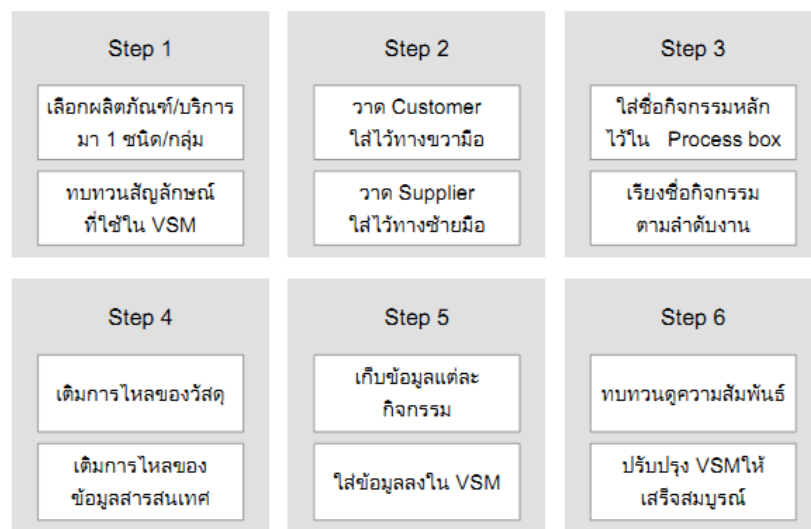 Step 1
เลือกผลิตภัณฑ์/บริการ
มา 1 ชนิด/กลุ่ม
ทบทวนสัญลักษณ์
ที่ใช้ใน VSM
Step 2
วาด Customer
ใส่ไว้ทางขวามือ
วาด Supplier
ใส่ไว้ทางซ้ายมือ
Step 3
ใส่ชื่อกิจกรรมหลัก
ไว้ใน Process box
เรียงชื่อกิจกรรม
ตามลำดับงาน
Step 4
เติมการไหลของวัสดุ
เติมการไหลของ
ข้อมูลสารสนเทศ
Step 5
เก็บข้อมูลแต่ละ
กิจกรรม
ใส่ข้อมูลลงใน VSM
Step 6
ทบทวนดูความสัมพันธ์
ปรับปรุง VSMให้
เสร็จสมบูรณ์